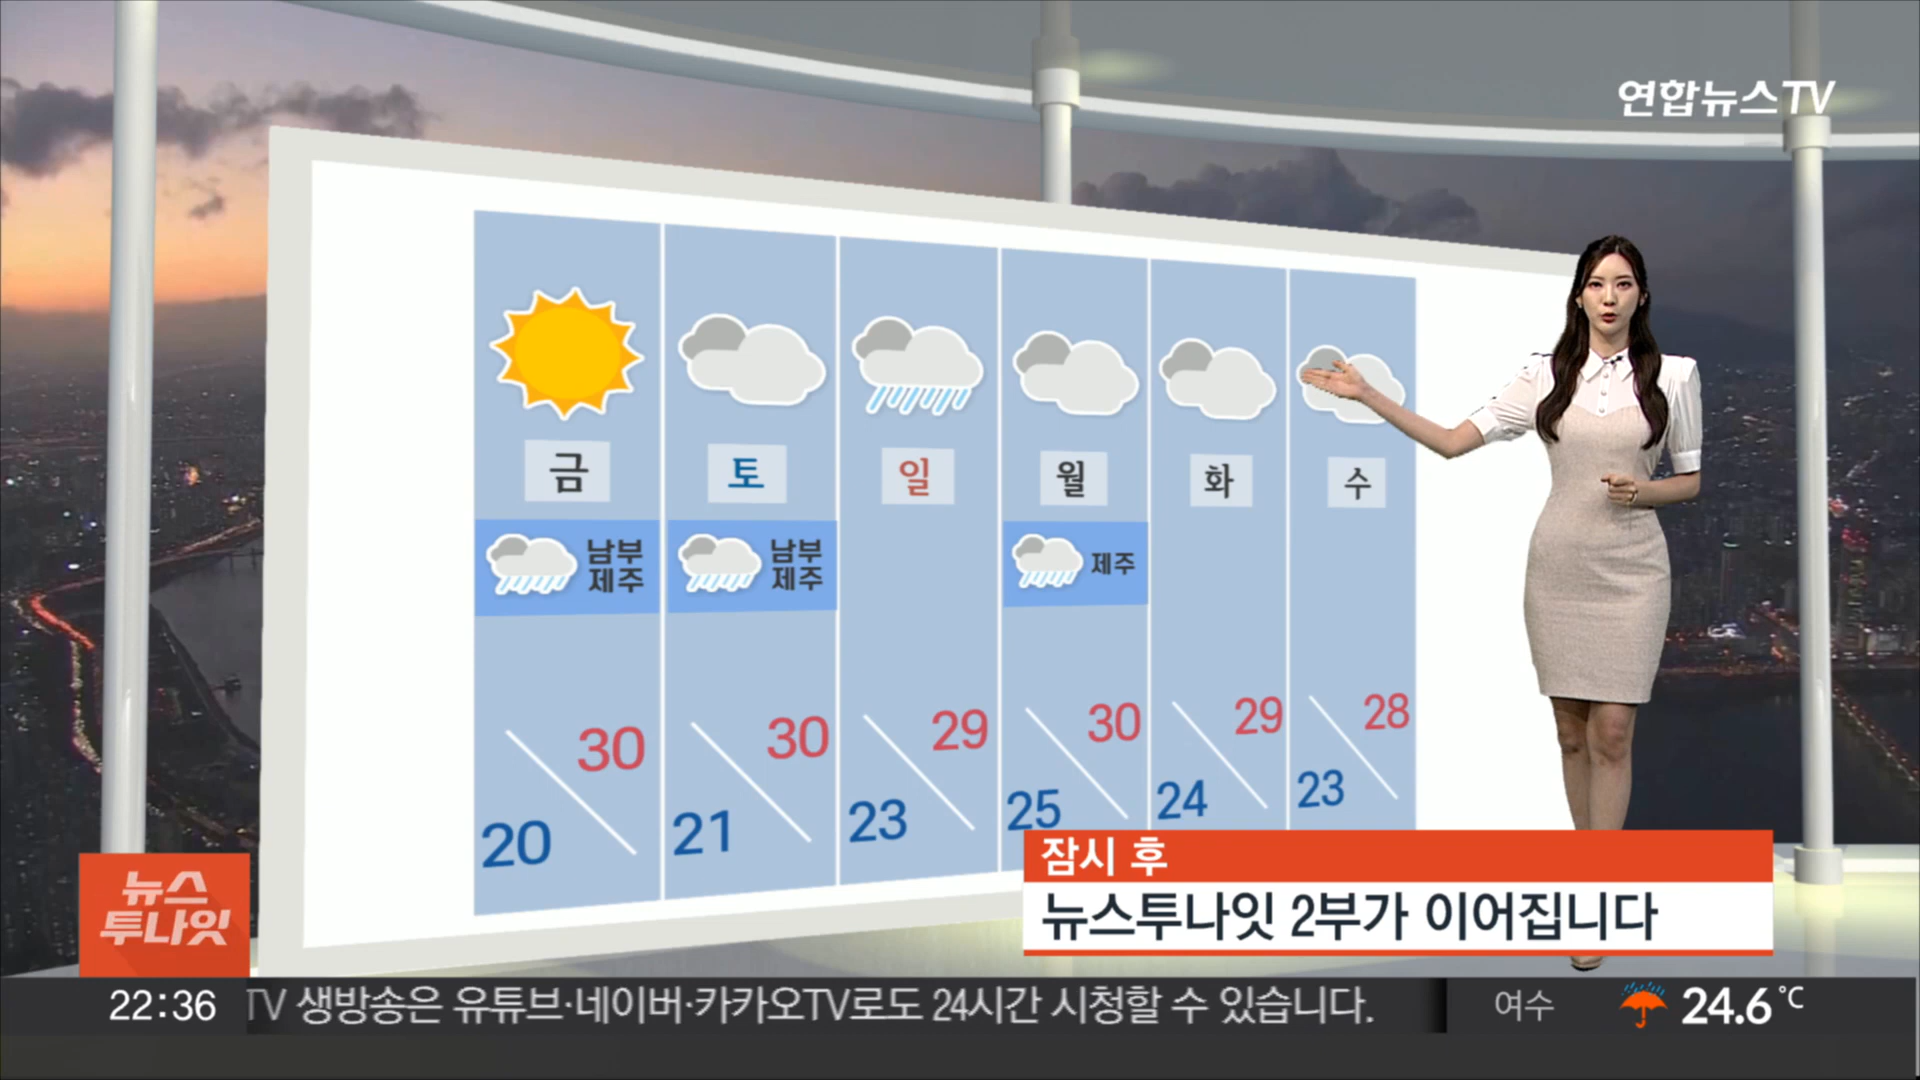 연합뉴스TV
금
토
일
월
화
수
남부
제주
남부
제주
제주
30
30
29
30
29
28
20
21
23
25
24
23
잠시 후
뉴스투나잇 2부가 이어집니다
뉴스
투나잇
22:36
TV 생방송은 유튜브·네이버·카카오TV로도 24시간 시청할 수 있습니다.
여수
24.6℃